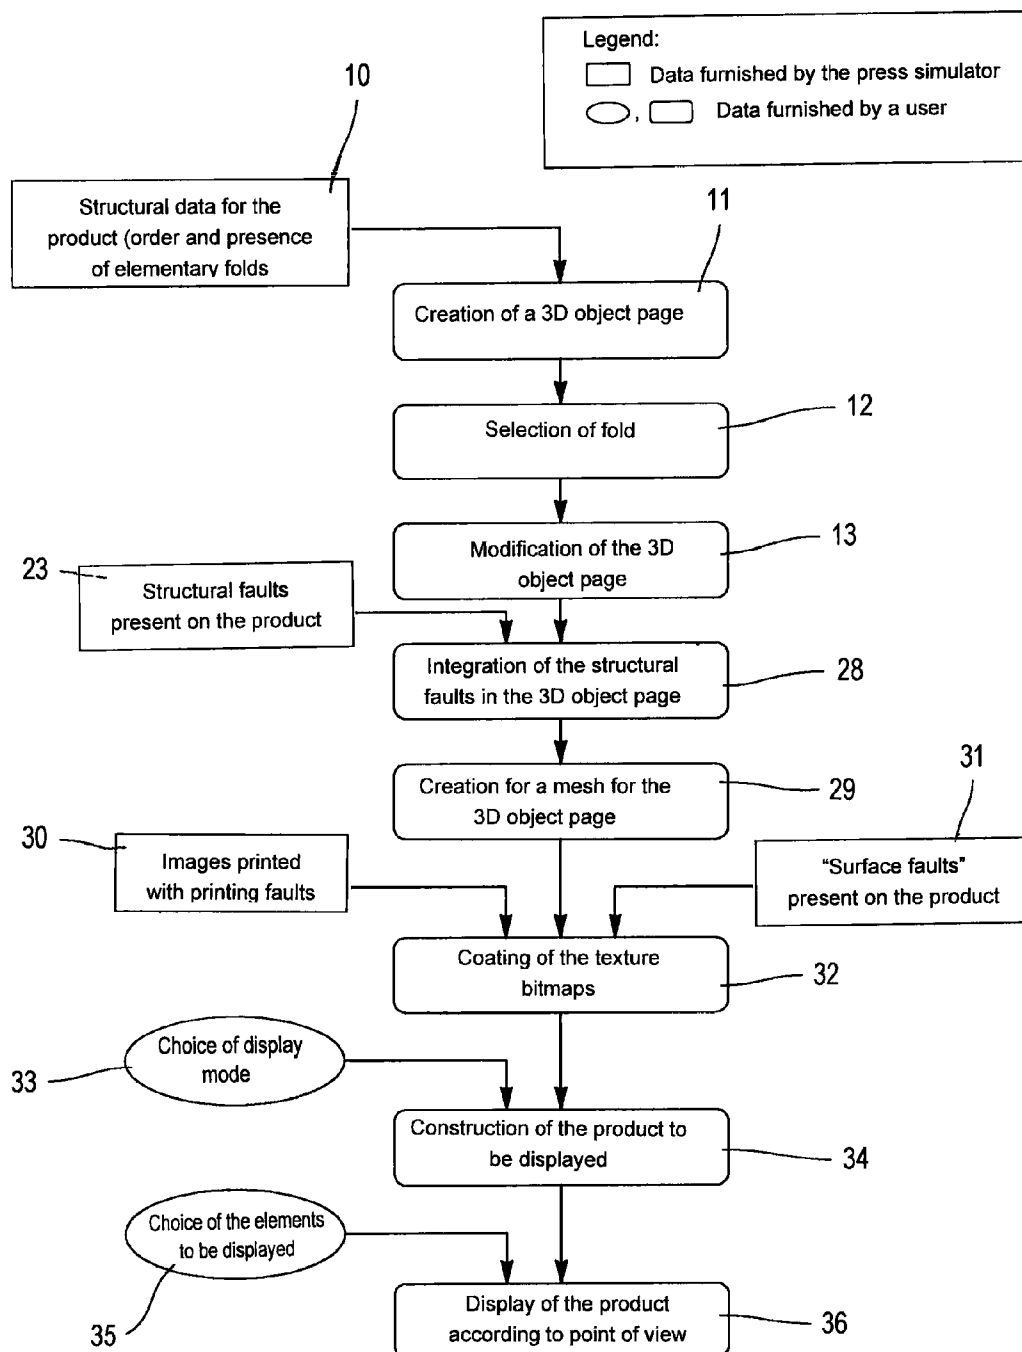 Legend:
Data furnished by the press simulator
, Data furnished by a user
10
Structural data for the
product (order and presence
of elementary folds
11
Creation of a 3D object page
12
Selection of fold
13
Modification of the 3D
object page
23
Structural faults
present on the product
28
Integration of the structural
faults in the 3D object page
29
Creation for a mesh for the
3D object page
30
Images printed
with printing faults
31
“Surface faults”
present on the product
32
Coating of the texture
bitmaps
33
Choice of display
mode
34
Construction of the product to
be displayed
35
Choice of the elements
to be displayed
36
Display of the product
according to point of view